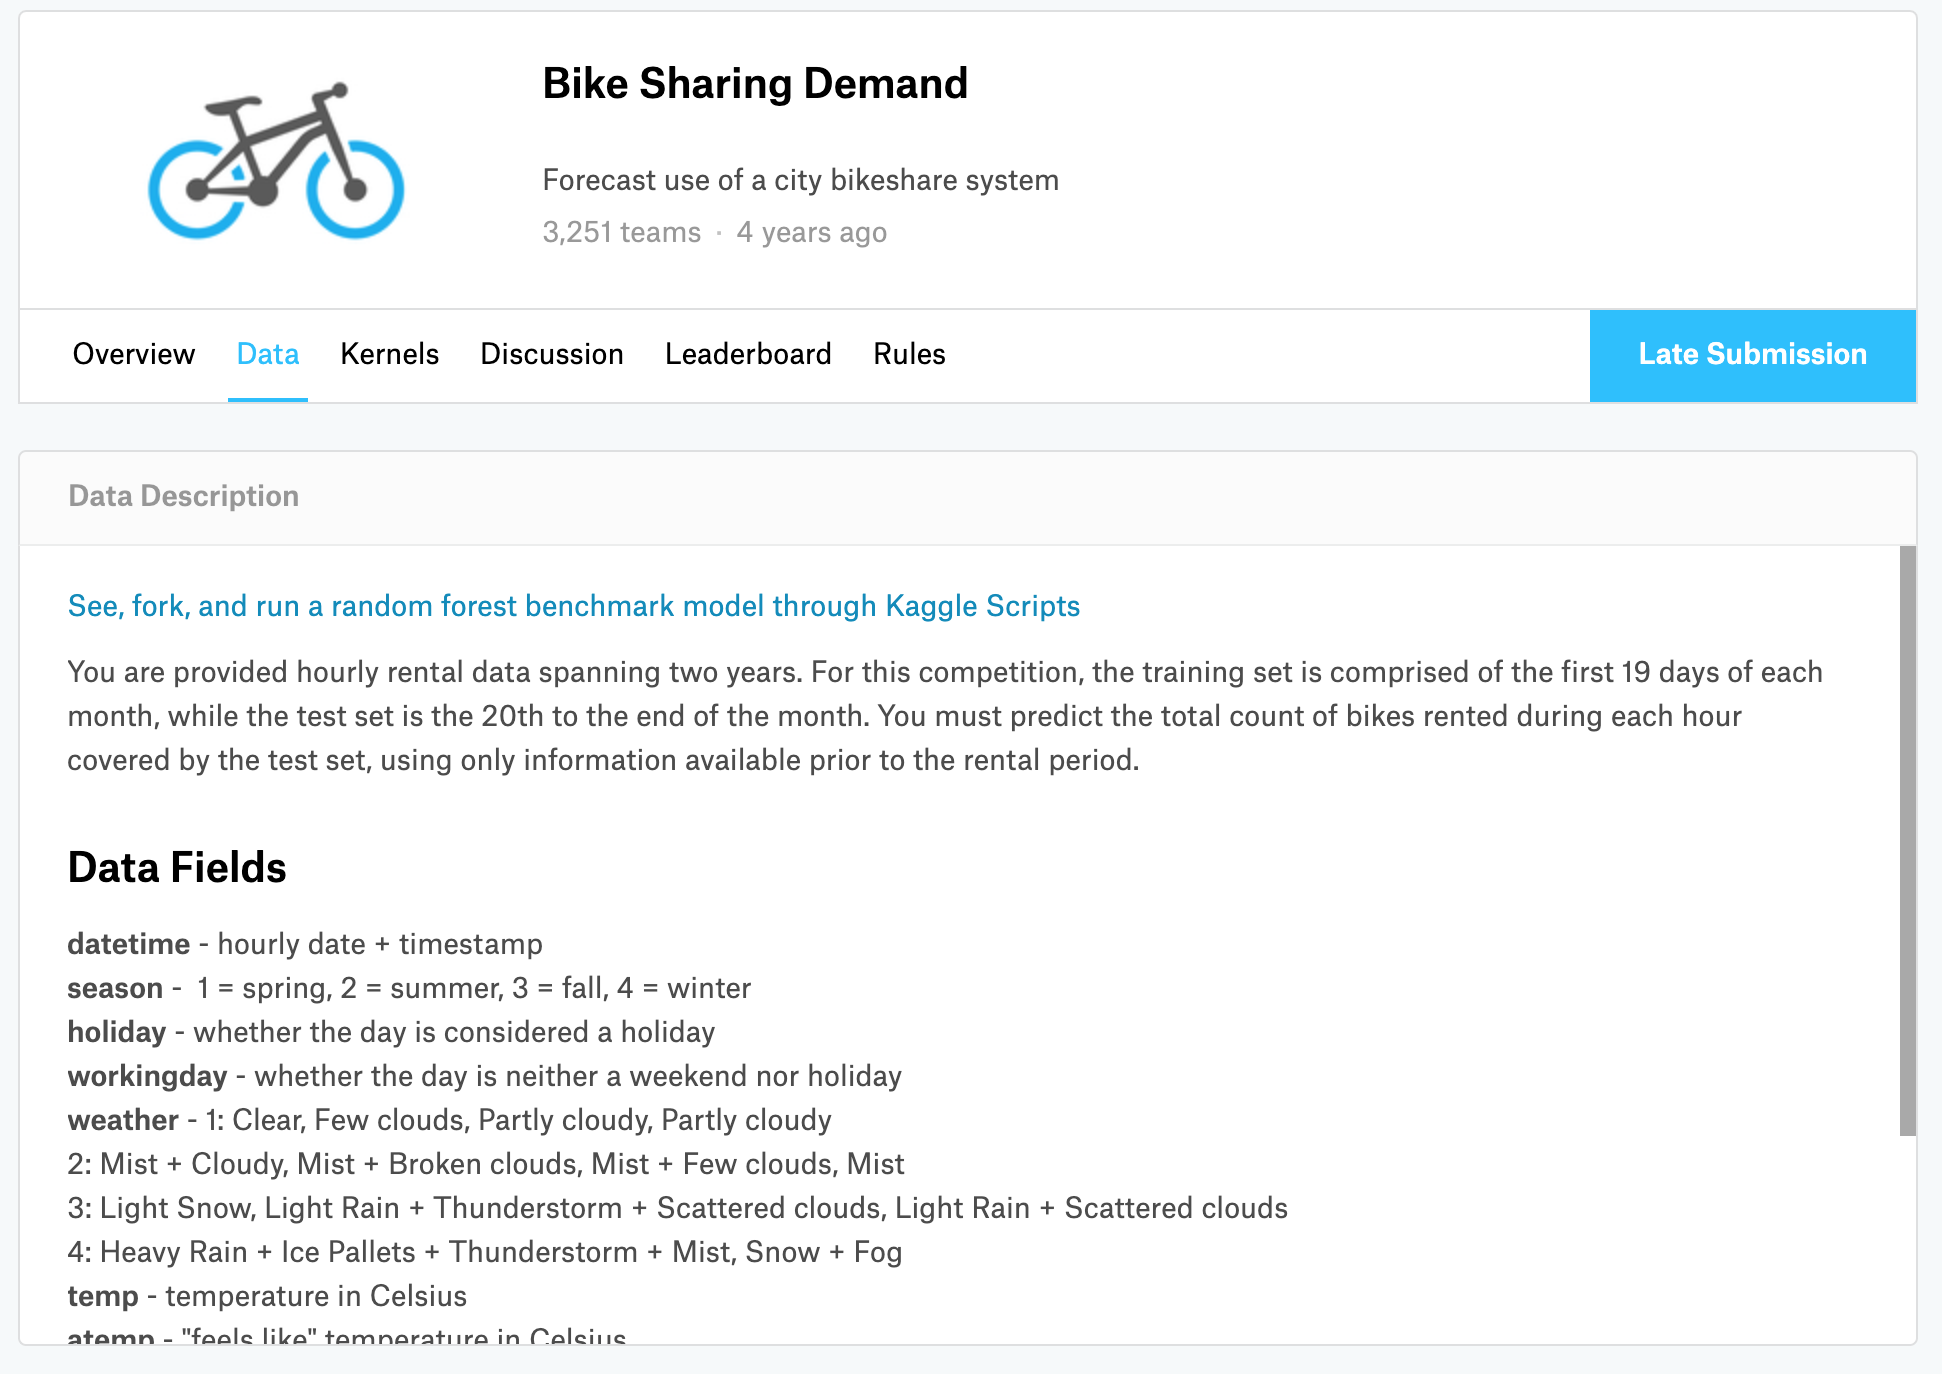 Bike Sharing Demand
Forecast use of a city bikeshare system
3,251 teams · 4 years ago
Overview Data Kernels Discussion Leaderboard Rules Late Submission
Data Description
See, fork, and run a random forest benchmark model through Kaggle Scripts
You are provided hourly rental data spanning two years. For this competition, the training set is comprised of the first 19 days of each
month, while the test set is the 20th to the end of the month. You must predict the total count of bikes rented during each hour
covered by the test set, using only information available prior to the rental period.
Data Fields
datetime - hourly date + timestamp
season -  1 = spring, 2 = summer, 3 = fall, 4 = winter
holiday - whether the day is considered a holiday
workingday - whether the day is neither a weekend nor holiday
weather - 1: Clear, Few clouds, Partly cloudy, Partly cloudy
2: Mist + Cloudy, Mist + Broken clouds, Mist + Few clouds, Mist
3: Light Snow, Light Rain + Thunderstorm + Scattered clouds, Light Rain + Scattered clouds
4: Heavy Rain + Ice Pallets + Thunderstorm + Mist, Snow + Fog
temp - temperature in Celsius
atemp - "feels like" temperature in Celsius